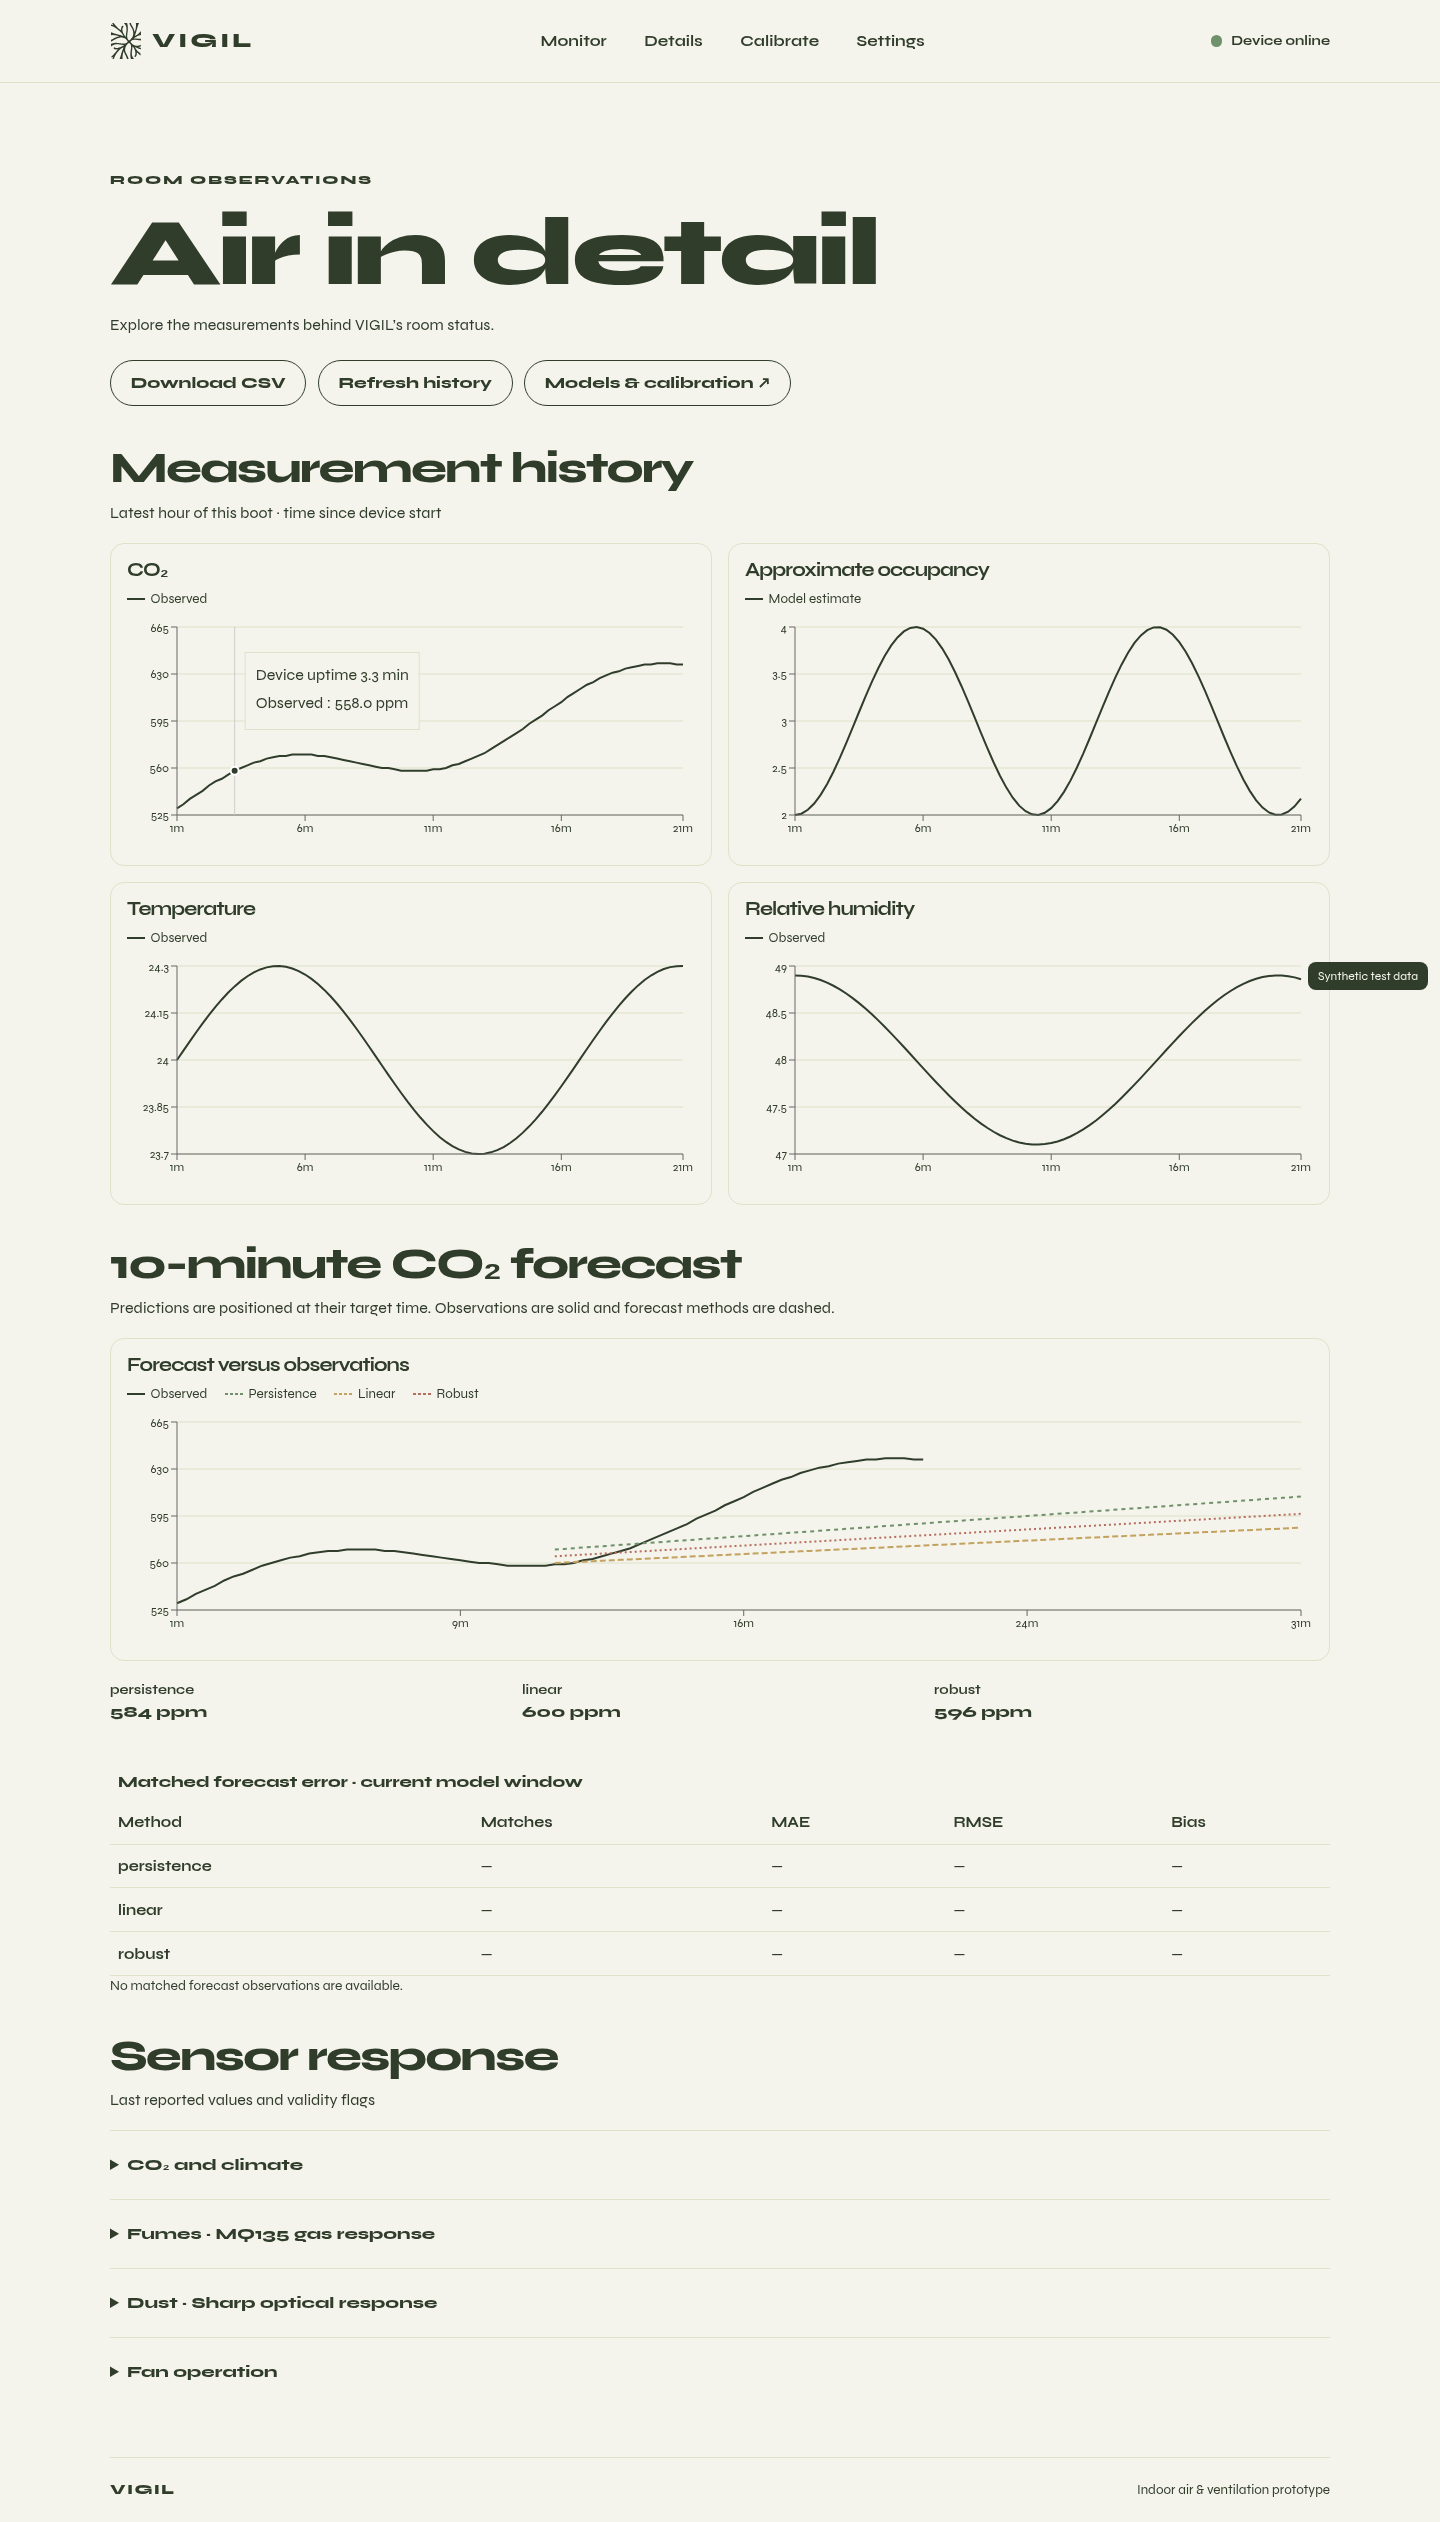 VIGIL
Monitor Details Calibrate Settings
Device online
ROOM OBSERVATIONS
Air in detail
Explore the measurements behind VIGIL's room status.
Download CSV
Refresh history
Models & calibration ↗
Measurement history
Latest hour of this boot · time since device start
CO₂
Observed
665
630
595
560
525
1m 6m 11m 16m 21m
Device uptime 3.3 min
Observed : 558.0 ppm
Approximate occupancy
Model estimate
4
3.5
3
2.5
2
1m 6m 11m 16m 21m
Temperature
Observed
24.3
24.15
24
23.85
23.7
1m 6m 11m 16m 21m
Relative humidity
Observed
49
48.5
48
47.5
47
1m 6m 11m 16m 21m
Synthetic test data
10-minute CO₂ forecast
Predictions are positioned at their target time. Observations are solid and forecast methods are dashed.
Forecast versus observations
Observed Persistence Linear Robust
665
630
595
560
525
1m 9m 16m 24m 31m
persistence
584 ppm
linear
600 ppm
robust
596 ppm
Matched forecast error · current model window
Method Matches MAE RMSE Bias
persistence — — — —
linear — — — —
robust — — — —
No matched forecast observations are available.
Sensor response
Last reported values and validity flags
CO₂ and climate
Fumes · MQ135 gas response
Dust · Sharp optical response
Fan operation
VIGIL
Indoor air & ventilation prototype